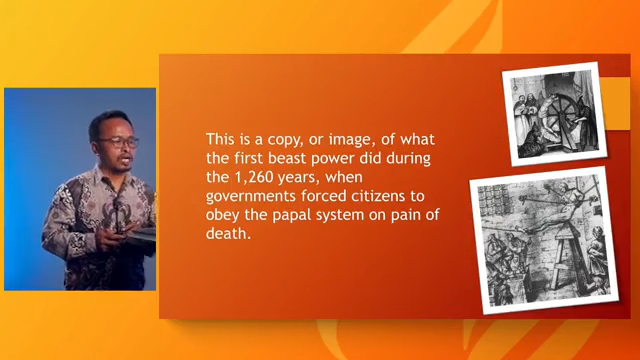 This is a copy, or image, of what
the first beast power did during
the 1,260 years, when
governments forced citizens to
obey the papal system on pain of
death.